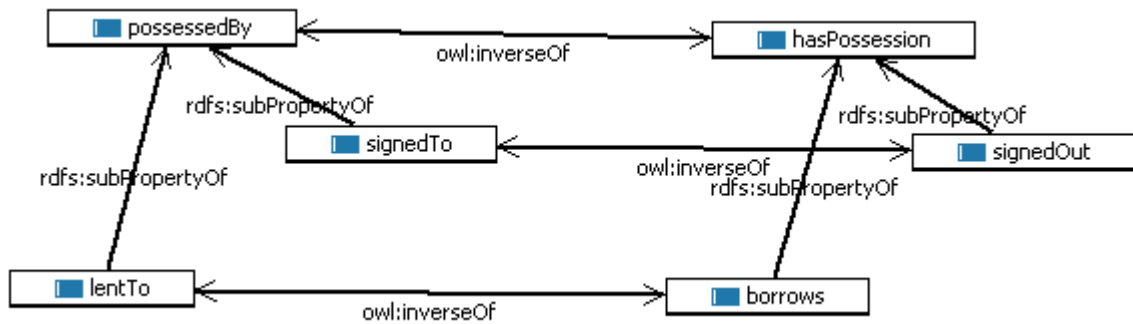 possessedBy
hasPossession
owl:inverseOf
rdfs:subPropertyOf
rdfs:subPropertyOf
signedTo
signedOut
owl:inverseOf
rdfs:subPropertyOf
rdfs:subPropertyOf
lentTo
borrows
owl:inverseOf